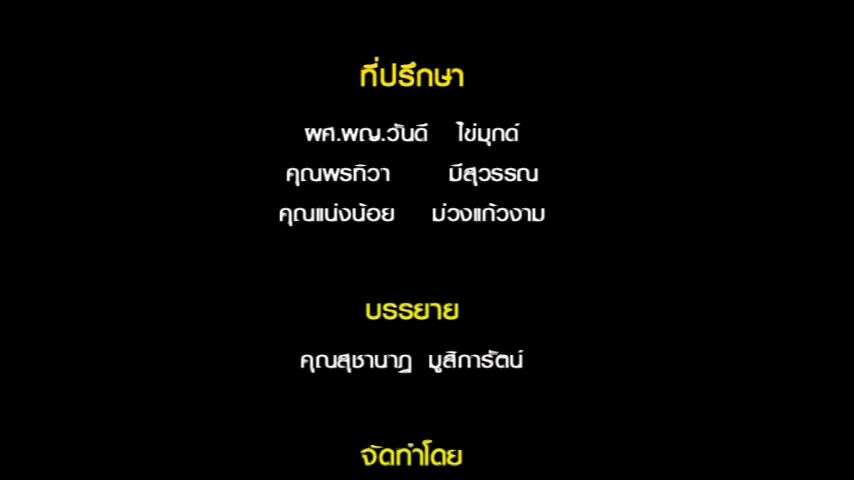 ที่ปรึกษา
ผศ.พญ.วันดี ไข่มุกด์
คุณพรทิวา มีสุวรรณ
คุณแน่งน้อย ม่วงแก้วงาม
บรรยาย
คุณสุชานาฎ มูสิการัตน์
จัดทำโดย